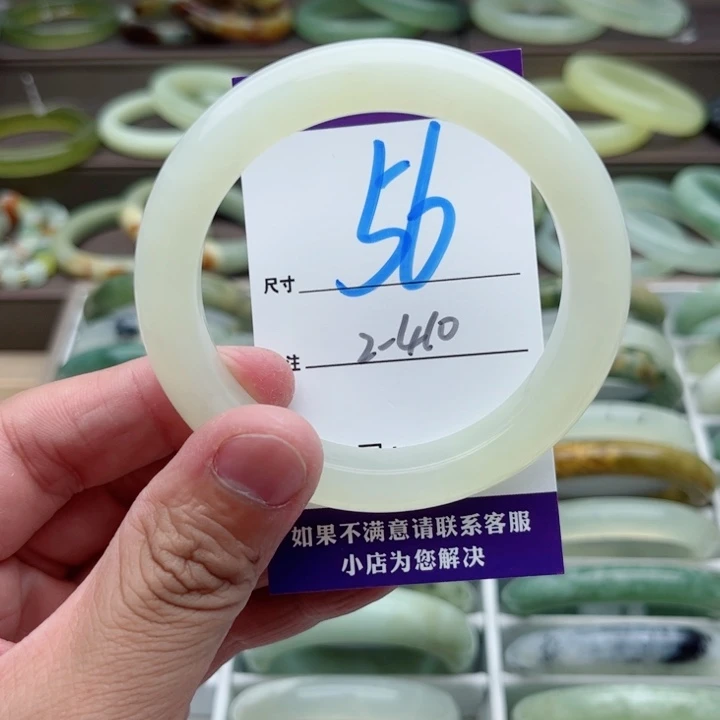 尺寸 56
注 2-410
如果不满意请联系客服
小店为您解决